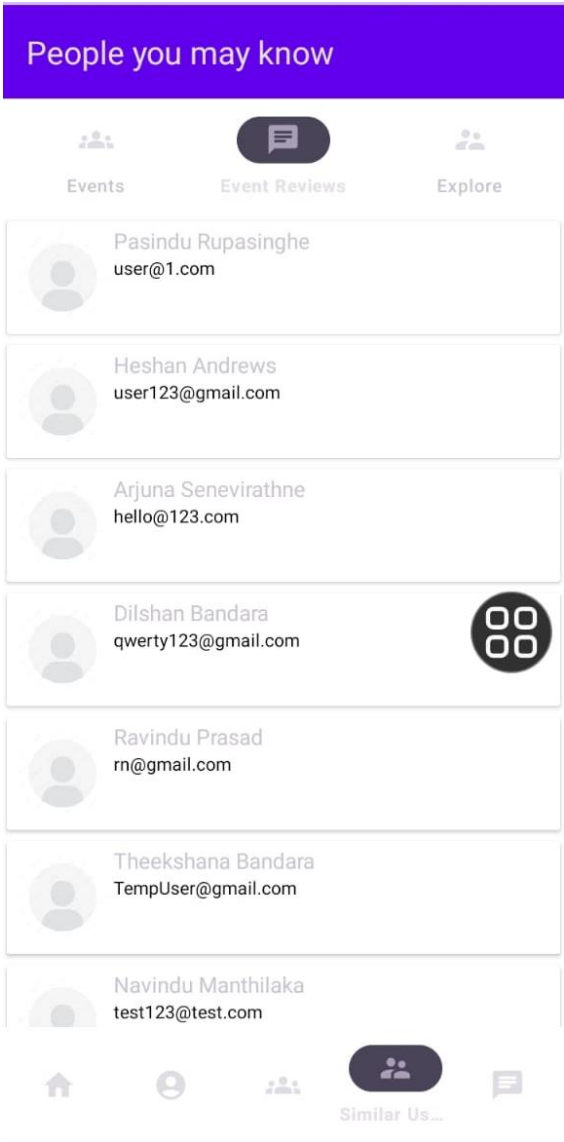 People you may know
Events Event Reviews Explore
Pasindu Rupasinghe
user@1.com
Heshan Andrews
user123@gmail.com
Arjuna Senevirathne
hello@123.com
Dilshan Bandara
qwerty123@gmail.com
Ravindu Prasad
rn@gmail.com
Theekshana Bandara
TempUser@gmail.com
Navindu Manthilaka
test123@test.com
Similar Us...